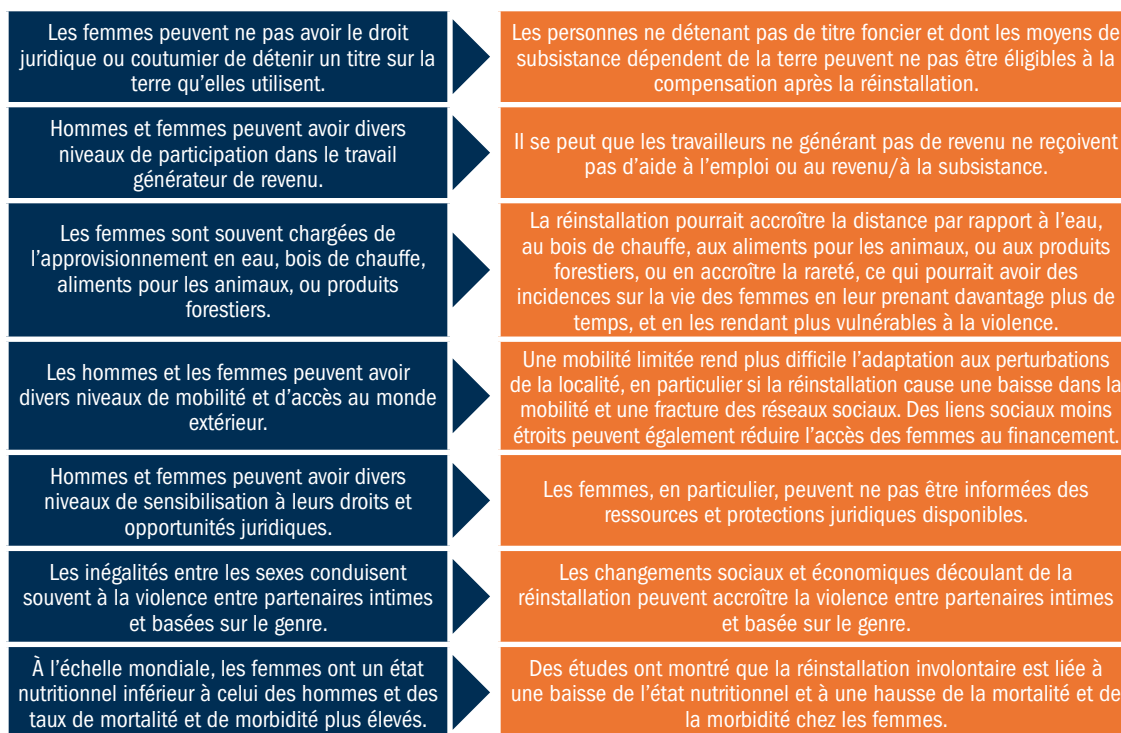 Les femmes peuvent ne pas avoir le droit
juridique ou coutumier de détenir un titre sur la
terre qu'elles utilisent.
Les personnes ne détenant pas de titre foncier et dont les moyens de
subsistance dépendent de la terre peuvent ne pas être éligibles à la
compensation après la réinstallation.
Hommes et femmes peuvent avoir divers
niveaux de participation dans le travail
générateur de revenu.
Il se peut que les travailleurs ne générant pas de revenu ne reçoivent
pas d'aide à l'emploi ou au revenu/à la subsistance.
Les femmes sont souvent chargées de
l'approvisionnement en eau, bois de chauffe,
aliments pour les animaux, ou produits
forestiers.
La réinstallation pourrait accroître la distance par rapport à l'eau,
au bois de chauffe, aux aliments pour les animaux, ou aux produits
forestiers, ou en accroître la rareté, ce qui pourrait avoir des
incidences sur la vie des femmes en leur prenant davantage plus de
temps, et en les rendant plus vulnérables à la violence.
Les hommes et les femmes peuvent avoir
divers niveaux de mobilité et d'accès au monde
extérieur.
Une mobilité limitée rend plus difficile l'adaptation aux perturbations
de la localité, en particulier si la réinstallation cause une baisse dans la
mobilité et une fracture des réseaux sociaux. Des liens sociaux moins
étroits peuvent également réduire l'accès des femmes au financement.
Hommes et femmes peuvent avoir divers
niveaux de sensibilisation à leurs droits et
opportunités juridiques.
Les femmes, en particulier, peuvent ne pas être informées des
ressources et protections juridiques disponibles.
Les inégalités entre les sexes conduisent
souvent à la violence entre partenaires intimes
et basées sur le genre.
Les changements sociaux et économiques découlant de la
réinstallation peuvent accroître la violence entre partenaires intimes
et basée sur le genre.
À l'échelle mondiale, les femmes ont un état
nutritionnel inférieur à celui des hommes et des
taux de mortalité et de morbidité plus élevés.
Des études ont montré que la réinstallation involontaire est liée à
une baisse de l'état nutritionnel et à une hausse de la mortalité et de
la morbidité chez les femmes.